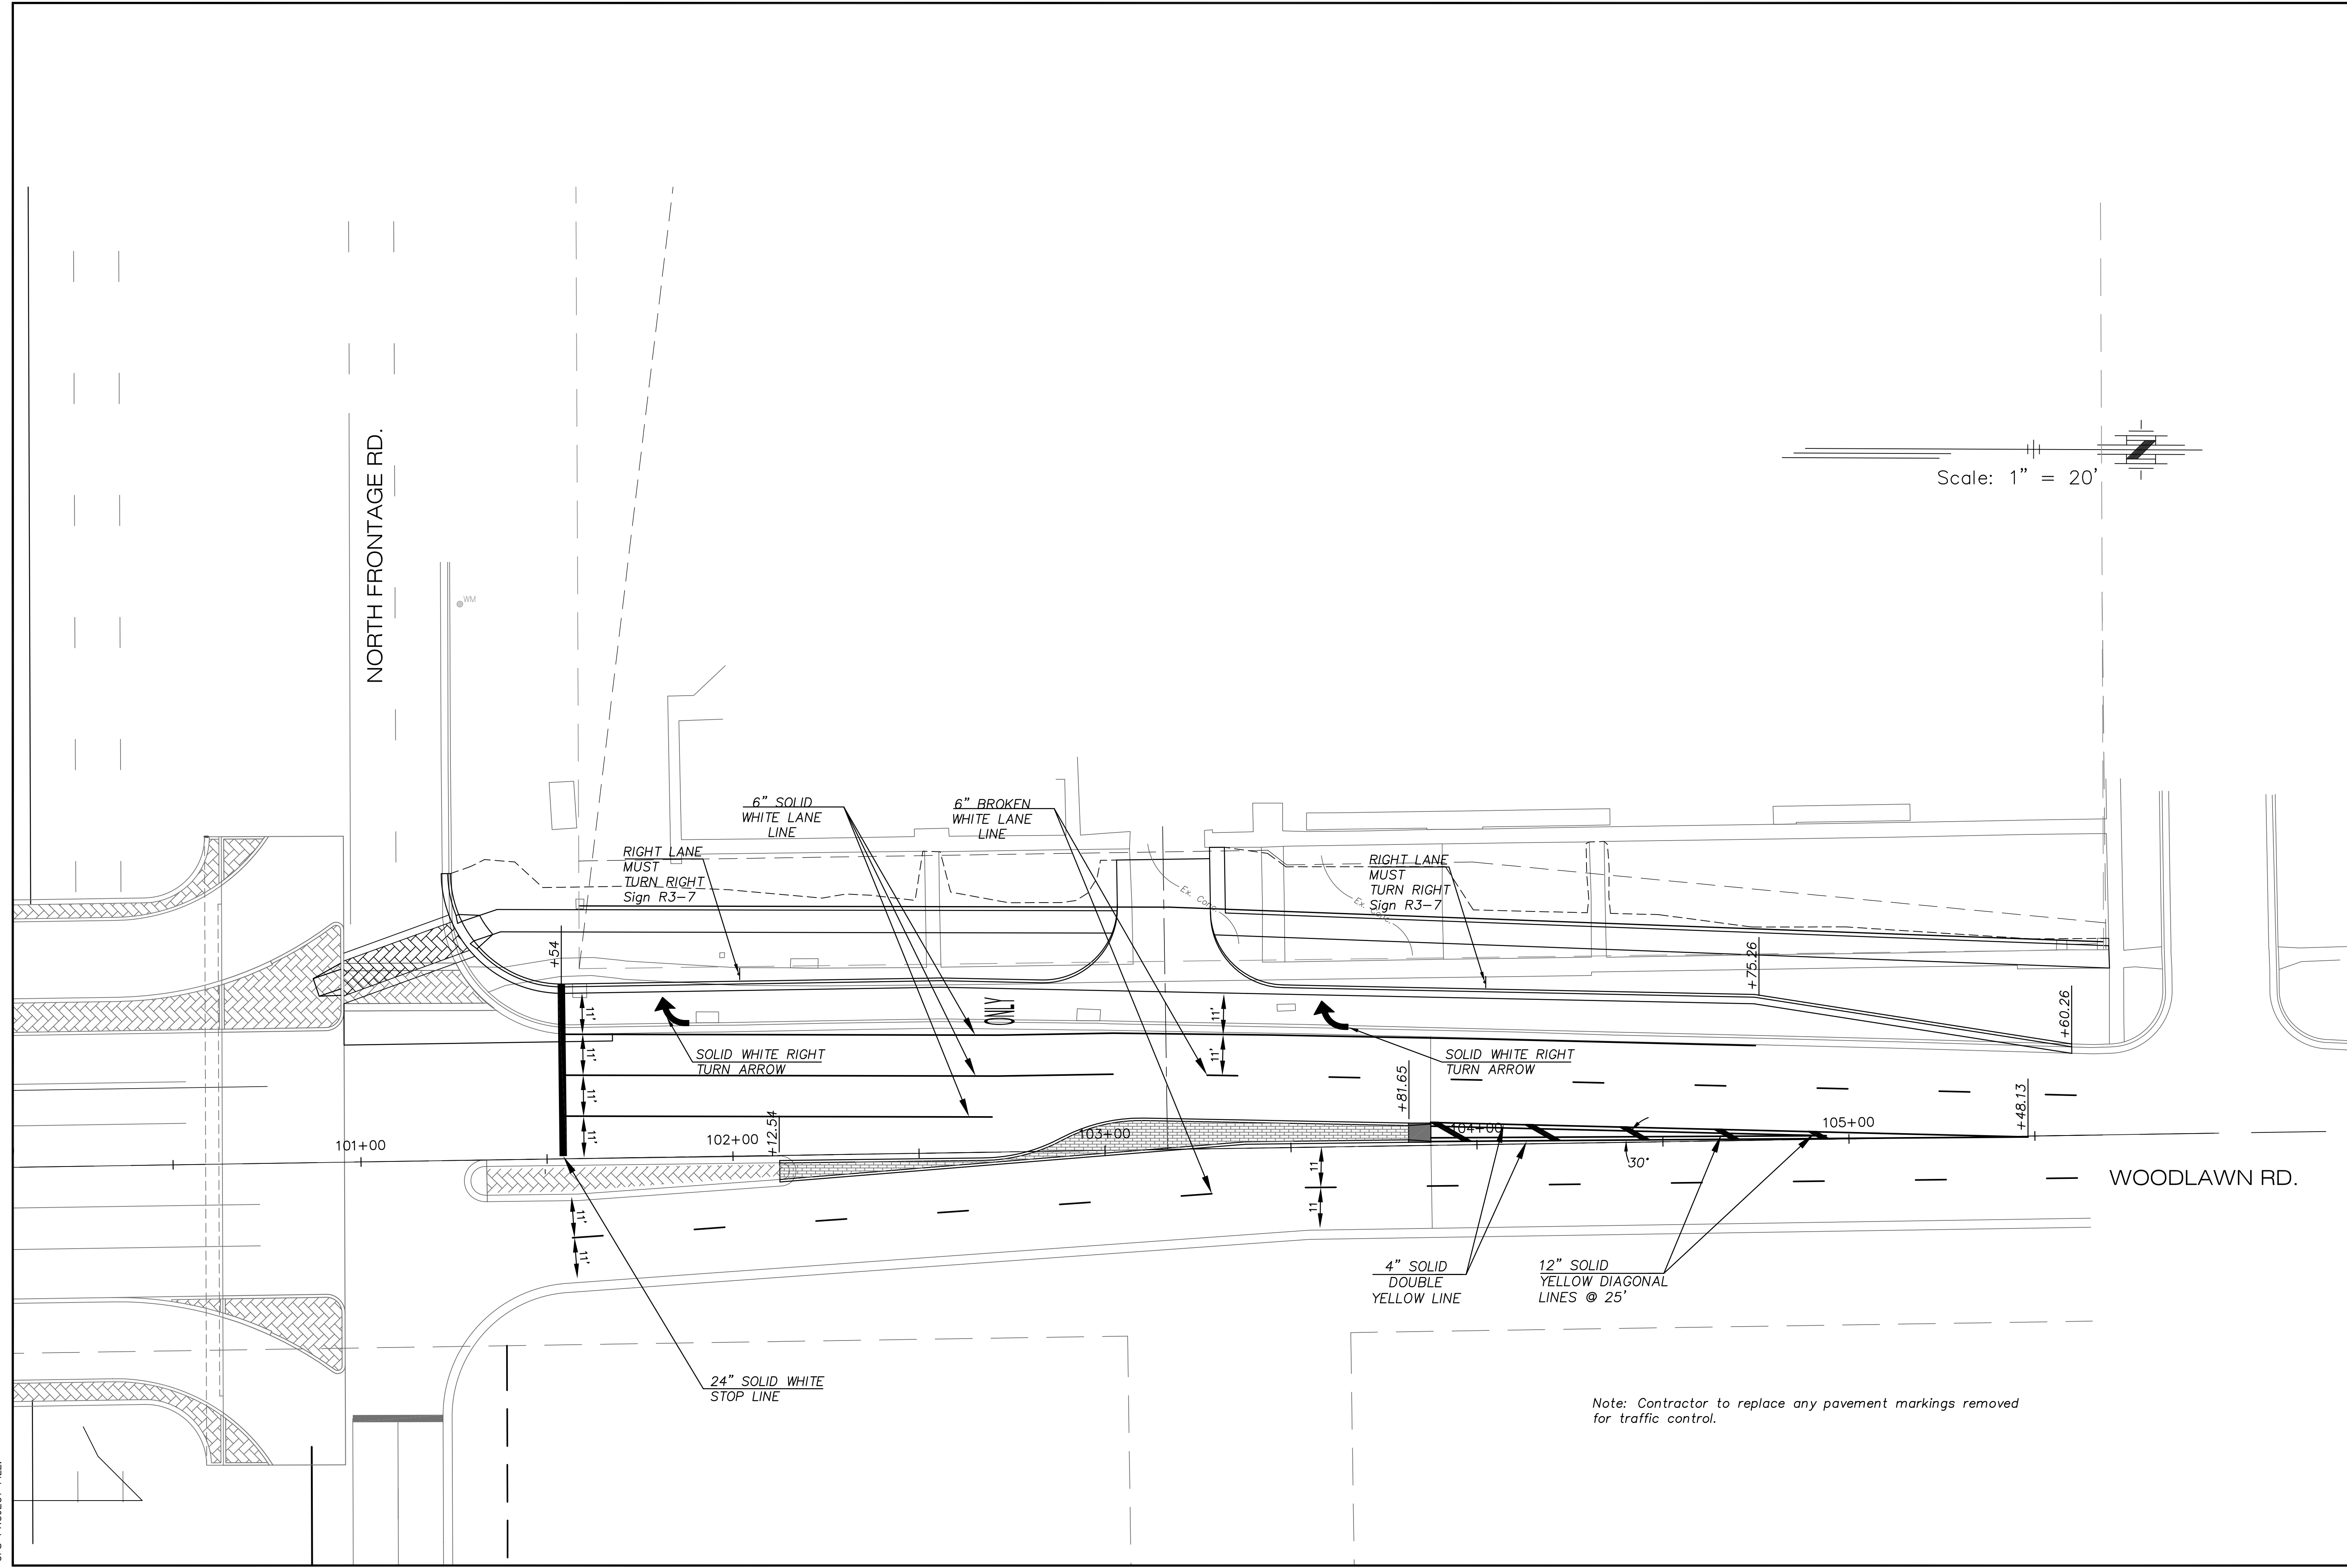 NORTH FRONTAGE RD.
WM
Scale: 1" = 20'
6" SOLID
WHITE LANE
LINE
6" BROKEN
WHITE LANE
LINE
RIGHT LANE
MUST
TURN RIGHT
Sign R3-7
RIGHT LANE
MUST
TURN RIGHT
Sign R3-7
Ex. Conc.
Ex. Conc.
+54
+75.26
+60.26
11'
11'
11'
11'
ONLY
11'
11'
SOLID WHITE RIGHT
TURN ARROW
SOLID WHITE RIGHT
TURN ARROW
+81.65
+48.13
+12.54
101+00
102+00
103+00
104+00
105+00
30°
11
11
11'
11'
WOODLAWN RD.
4" SOLID
DOUBLE
YELLOW LINE
12" SOLID
YELLOW DIAGONAL
LINES @ 25'
24" SOLID WHITE
STOP LINE
Note: Contractor to replace any pavement markings removed
for traffic control.